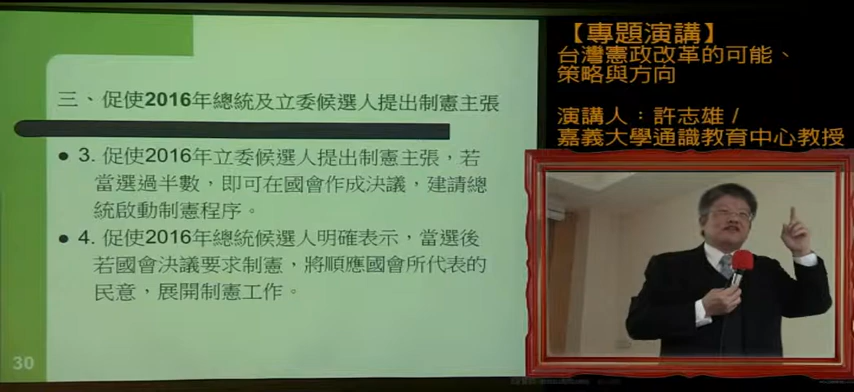 三、促使2016年總統及立委候選人提出制憲主張
● 3. 促使2016年立委候選人提出制憲主張，若
當選過半數，即可在國會作成決議，建請總
統啟動制憲程序。
● 4. 促使2016年總統候選人明確表示，當選後
若國會決議要求制憲，將順應國會所代表的
民意，展開制憲工作。
30
【專題演講】
台灣憲政改革的可能、
策略與方向
演講人：許志雄 /
嘉義大學通識教育中心教授